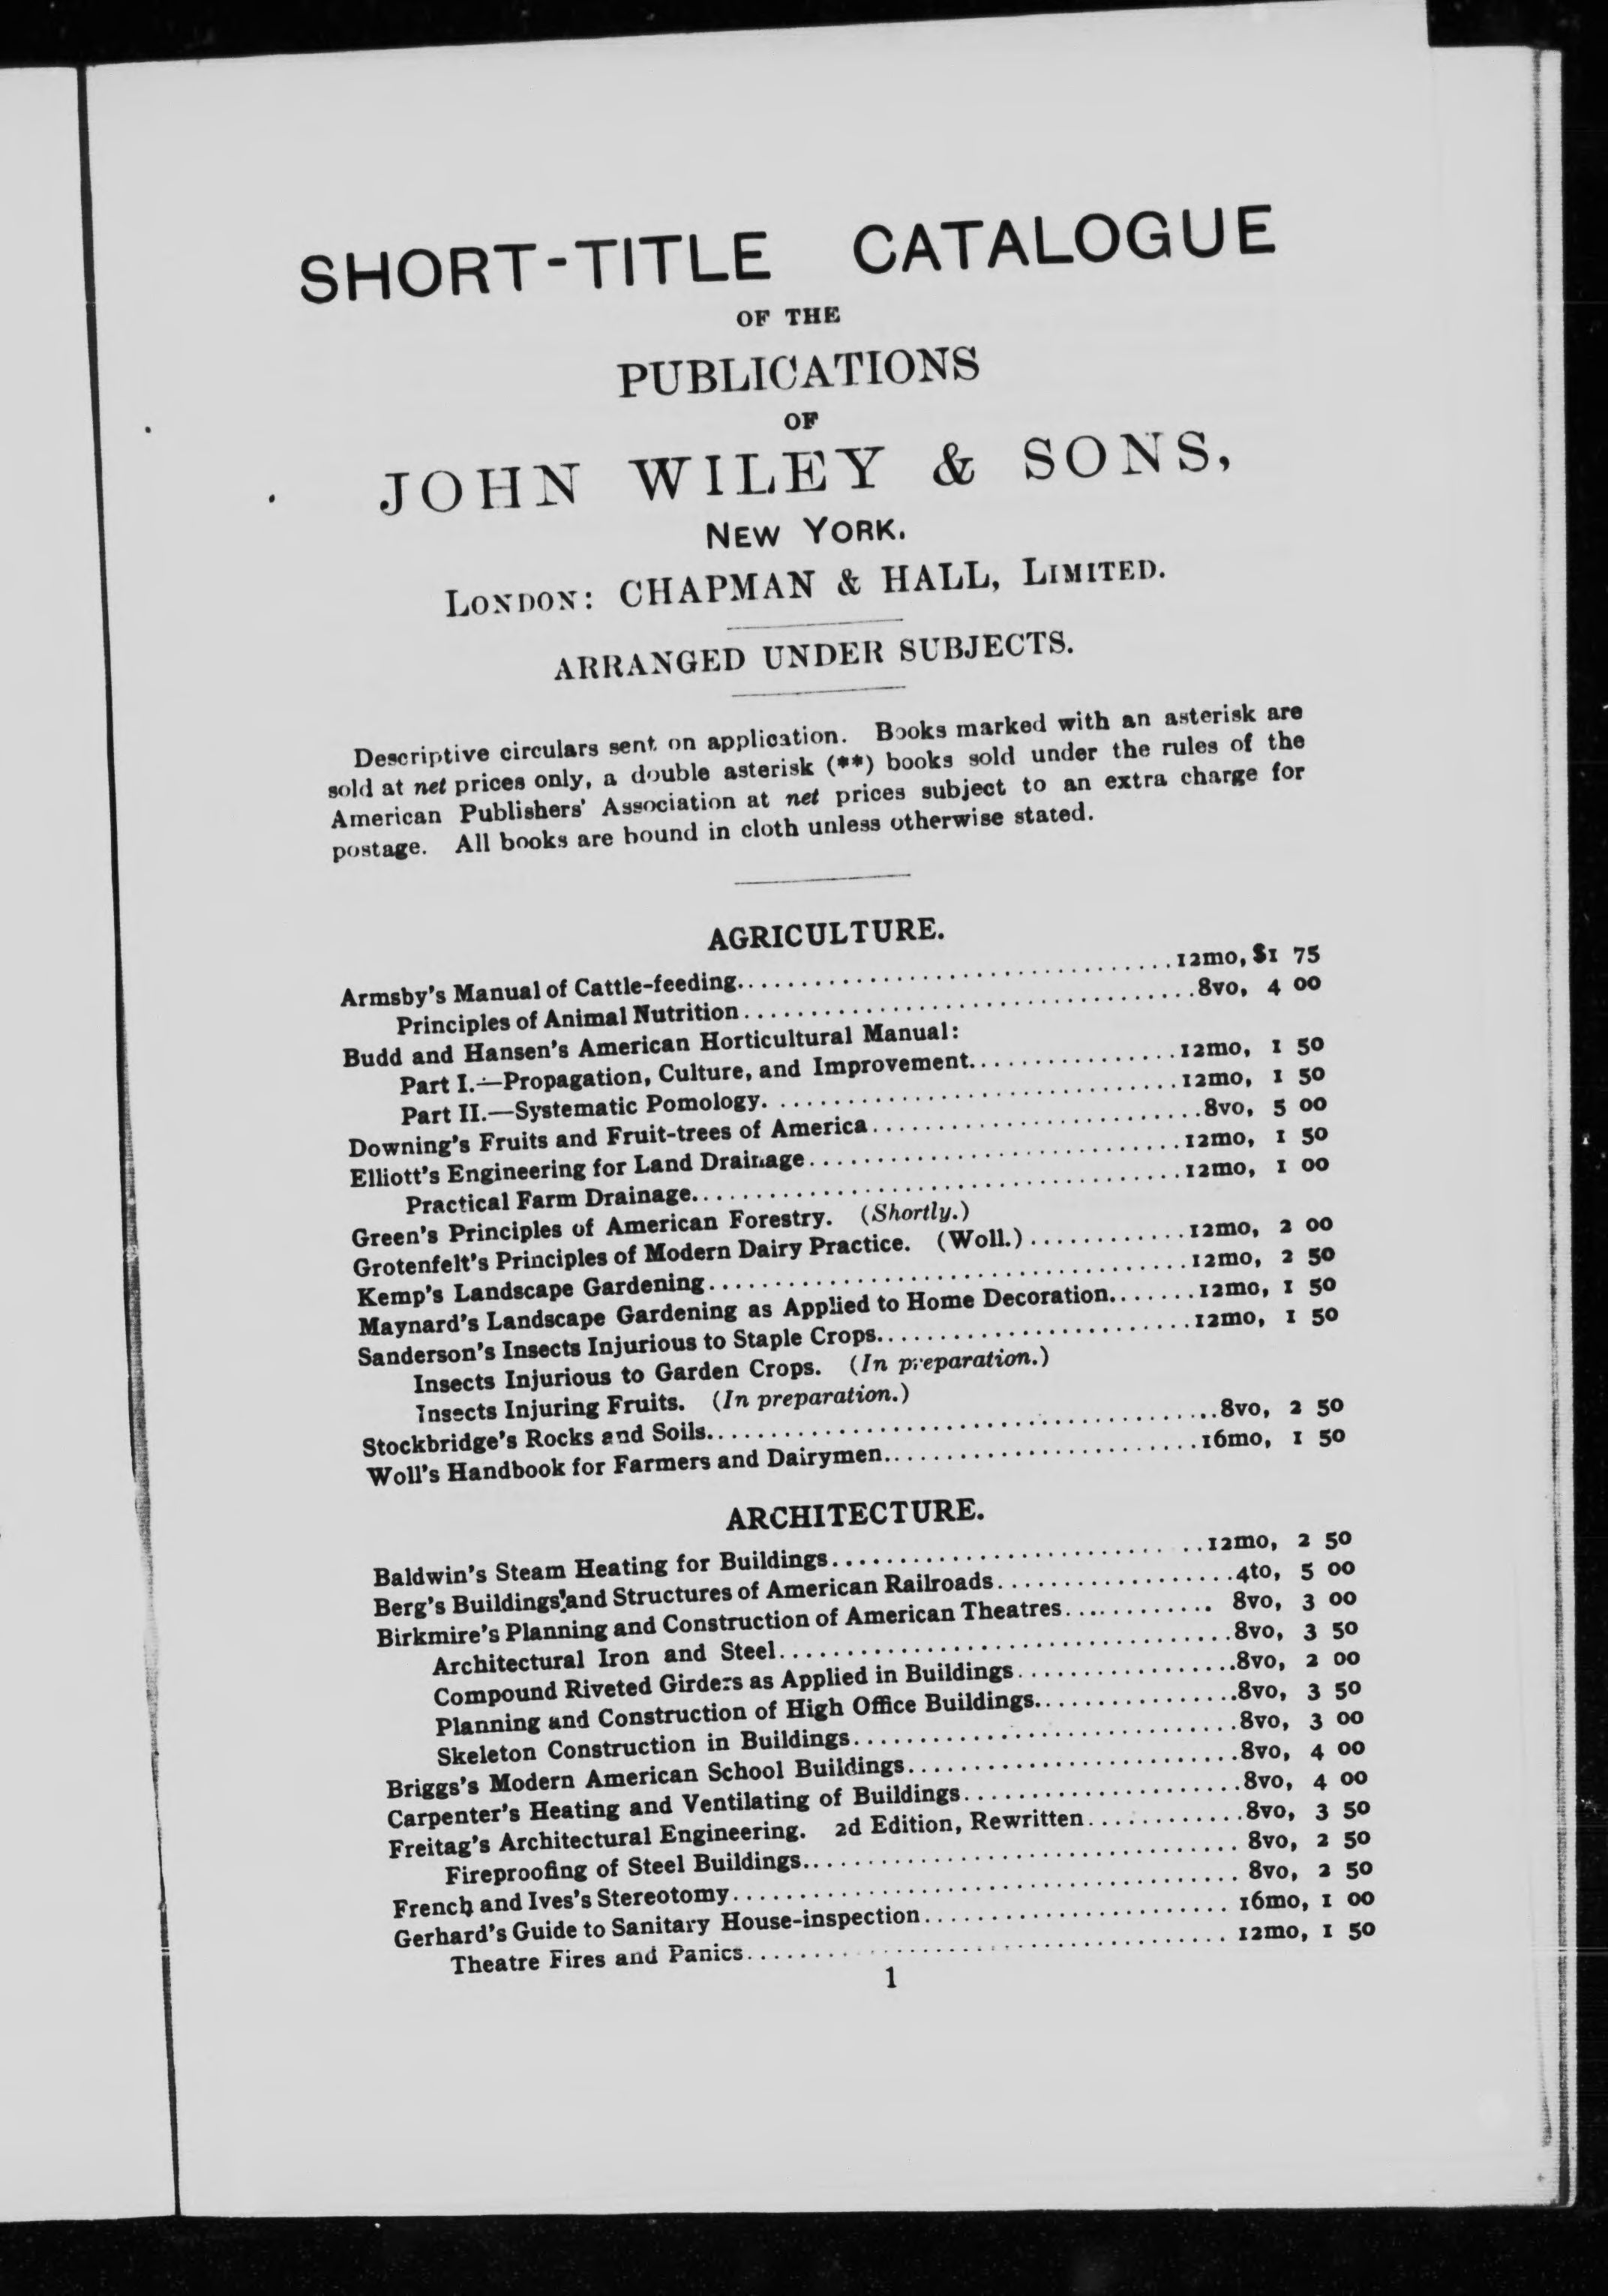 SHORT-TITLE CATALOGUE
OF THE
PUBLICATIONS
OF
JOHN WILEY & SONS,
NEW YORK.
LONDON: CHAPMAN & HALL, LIMITED.
ARRANGED UNDER SUBJECTS.
Descriptive circulars sent on application. Books marked with an asterisk are
sold at net prices only, a double asterisk (**) books sold under the rules of the
American Publishers' Association at net prices subject to an extra charge for
postage. All books are bound in cloth unless otherwise stated.
AGRICULTURE.
Armsby's Manual of Cattle-feeding....................................12mo, $1 75
Principles of Animal Nutrition....................................8vo, 4 00
Budd and Hansen's American Horticultural Manual:
Part I.—Propagation, Culture, and Improvement................12mo, 1 50
Part II.—Systematic Pomology................................12mo, 1 50
Downing's Fruits and Fruit-trees of America.........................8vo, 5 00
Elliott's Engineering for Land Drainage............................12mo, 1 50
Practical Farm Drainage....................................12mo, 1 00
Green's Principles of American Forestry. (Shortly.)
Grotenfelt's Principles of Modern Dairy Practice. (Woll.)............12mo, 2 00
Kemp's Landscape Gardening....................................12mo, 2 50
Maynard's Landscape Gardening as Applied to Home Decoration.......12mo, 1 50
Sanderson's Insects Injurious to Staple Crops........................12mo, 1 50
Insects Injurious to Garden Crops. (In preparation.)
Insects Injuring Fruits. (In preparation.)
Stockbridge's Rocks and Soils......................................8vo, 2 50
Woll's Handbook for Farmers and Dairymen........................16mo, 1 50
ARCHITECTURE.
Baldwin's Steam Heating for Buildings............................12mo, 2 50
Berg's Buildings and Structures of American Railroads..................4to, 5 00
Birkmire's Planning and Construction of American Theatres............ 8vo, 3 00
Architectural Iron and Steel..................................8vo, 3 50
Compound Riveted Girders as Applied in Buildings.................8vo, 2 00
Planning and Construction of High Office Buildings................8vo, 3 50
Skeleton Construction in Buildings.............................8vo, 3 00
Briggs's Modern American School Buildings.........................8vo, 4 00
Carpenter's Heating and Ventilating of Buildings.....................8vo, 4 00
Freitag's Architectural Engineering. 2d Edition, Rewritten............8vo, 3 50
Fireproofing of Steel Buildings................................. 8vo, 2 50
French and Ives's Stereotomy...................................... 8vo, 2 50
Gerhard's Guide to Sanitary House-inspection....................... 16mo, 1 00
Theatre Fires and Panics.................................... 12mo, 1 50
1